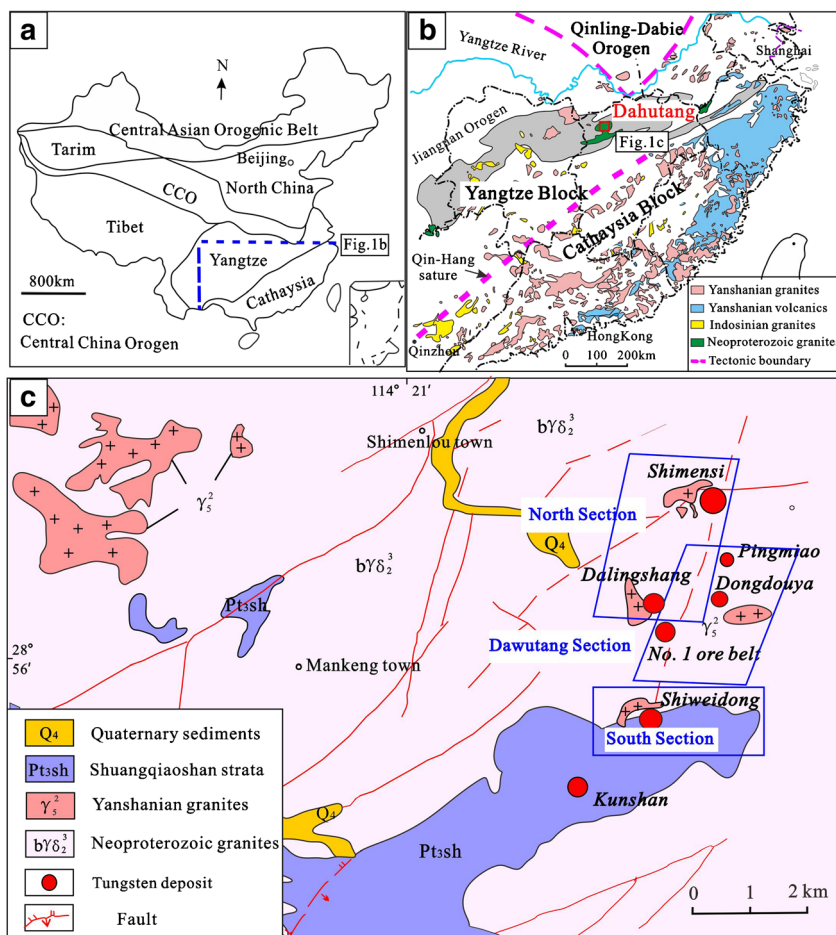 a
N
Central Asian Orogenic Belt
Tarim
Beijing
North China
CCO
Tibet
Fig.1b
Yangtze
800km
Cathaysia
CCO:
Central China Orogen
b
Qinling-Dabie
Orogen
Yangtze River
Shanghai
Dahutang
Jiangnan Orogen
Fig.1c
Yangtze Block
Cathaysia Block
Qin-Hang
sature
HongKong
Qinzhou
0 100 200km
Yanshanian granites
Yanshanian volcanics
Indosinian granites
Neoproterozoic granite
Tectonic boundary
c
114° 21′
Shimenlou town
bγδ₂³
Shimensi
γ₅²
North Section
Q₄
Pingmiao
bγδ₂³
Dalingshang
Dongdouya
Pt₃sh
γ₅²
28°
56′
Dawutang Section
No. 1 ore belt
Mankeng town
Shiweidong
South Section
Kunshan
Q₄
Pt₃sh
Q₄ Quaternary sediments
Pt₃sh Shuangqiaoshan strata
γ₅² Yanshanian granites
bγδ₂³ Neoproterozoic granites
Tungsten deposit
Fault
0 1 2 km